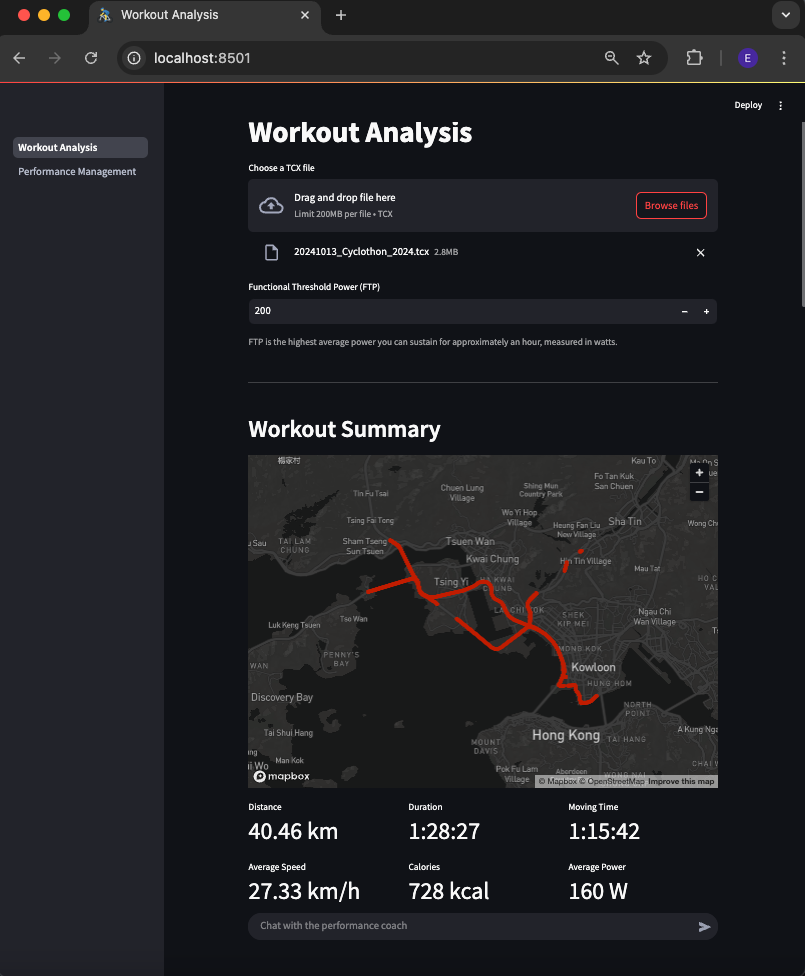 Workout Analysis
localhost:8501
E
Deploy
Workout Analysis
Performance Management
Workout Analysis
Choose a TCX file
Drag and drop file here
Limit 200MB per file • TCX
Browse files
20241013_Cyclothon_2024.tcx 2.8MB
Functional Threshold Power (FTP)
200
FTP is the highest average power you can sustain for approximately an hour, measured in watts.
Workout Summary
楊家村
Kau To
Fo Tan Kuk
San Chuen
Chuen Lung
Village
Shing Mun
Country Park
Tin Fu Tsai
Wo Yi Hop
Village
Tsing Fai Tong
Heung Fan Liu
New Village
Sha Tin
Wong Chu
TAI LAM
CHUNG
Sham Tseng
Sun Tsuen
Tsuen Wan
Kwai Chung
Hin Tin Village
Mau Tat
Tsing Yi
HA KWAI
CHUNG
LAI CHI KOK
SHEK
KIP MEI
Ngau Chi
Wan Village
Luk Keng Tsuen
Tso Wan
PENNY'S
BAY
MONG KOK
Kowloon
HUNG HOM
Discovery Bay
NORTH
POINT
Tai Shui Hang
Hong Kong
TAI HANG
A Kung Nga
MOUNT
DAVIS
Man Kok
Pok Fu Lam
Village
Aberdeen
mapbox
© Mapbox © OpenStreetMap Improve this map
Distance
40.46 km
Duration
1:28:27
Moving Time
1:15:42
Average Speed
27.33 km/h
Calories
728 kcal
Average Power
160 W
Chat with the performance coach